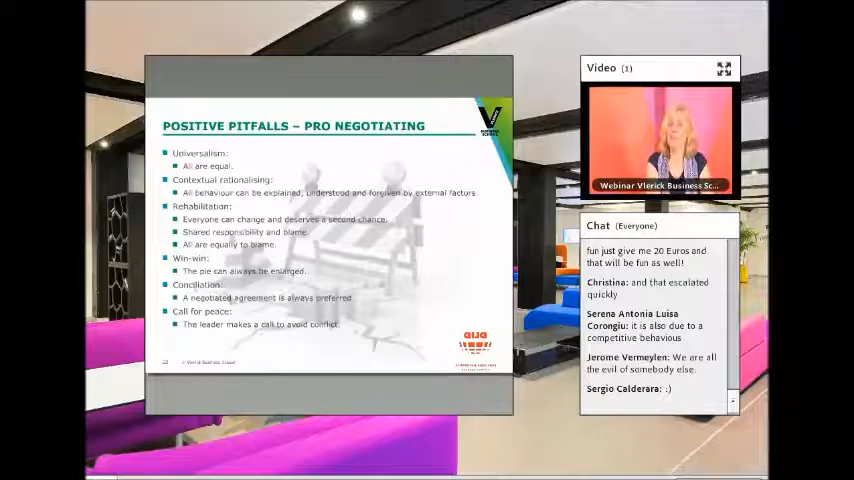 POSITIVE PITFALLS – PRO NEGOTIATING
Universalism:
All are equal.
Contextual rationalising:
All behaviour can be explained, understood and forgiven by external factors
Rehabilitation:
Everyone can change and deserves a second chance.
Shared responsibility and blame.
All are equally to blame.
Win-win:
The pie can always be enlarged.
Conciliation:
A negotiated agreement is always preferred
Call for peace:
The leader makes a call to avoid conflict.
© Vlerick Business School
V
Video (1)
Webinar Vlerick Business Sc...
Chat (Everyone)
fun just give me 20 Euros and
that will be fun as well!
Christina: and that escalated
quickly
Serena Antonia Luisa
Corongiu: it is also due to a
competitive behavious
Jerome Vermeylen: We are all
the evil of somebody else.
Sergio Calderara: :)